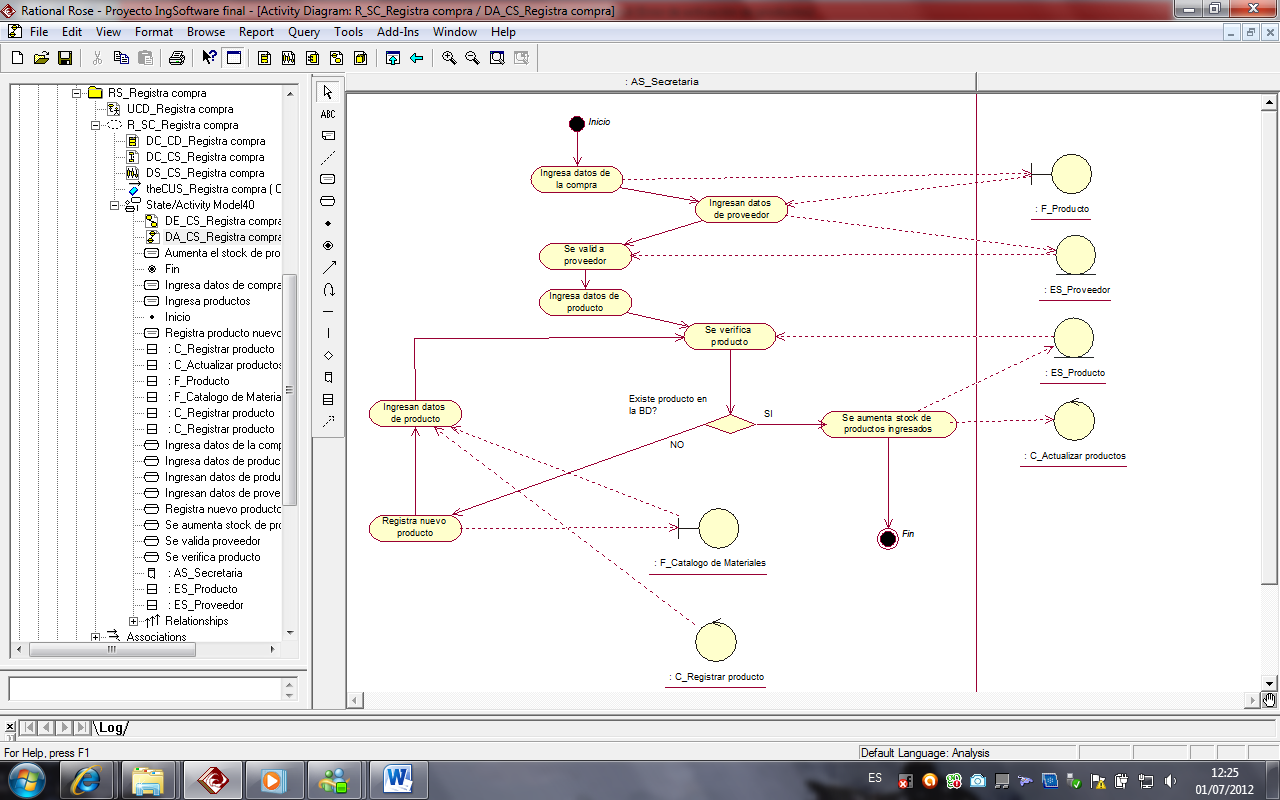 Rational Rose - Proyecto IngSoftware final - [Activity Diagram: R_SC_Registra compra / DA_CS_Registra compra]
File Edit View Format Browse Report Query Tools Add-Ins Window Help
RS_Registra compra
UCD_Registra compra
R_SC_Registra compra
DC_CD_Registra compra
DC_CS_Registra compra
DS_CS_Registra compra
theCUS_Registra compra ( C
State/Activity Model40
DE_CS_Registra compra
DA_CS_Registra compra
Aumenta el stock de pro
Fin
Ingresa datos de compra
Ingresa productos
Inicio
Registra producto nuevo
: C_Registrar producto
: C_Actualizar productos
: F_Producto
: F_Catalogo de Materia
: C_Registrar producto
: C_Registrar producto
Ingresa datos de la comp
Ingresa datos de produc
Ingresan datos de produ
Ingresan datos de prove
Registra nuevo producto
Se aumenta stock de pro
Se valida proveedor
Se verifica producto
: AS_Secretaria
: ES_Producto
: ES_Proveedor
Relationships
Associations
ABC
: AS_Secretaria
Inicio
Ingresa datos de
la compra
Ingresan datos
de proveedor
: F_Producto
Se valida
proveedor
: ES_Proveedor
Ingresa datos de
producto
Se verifica
producto
: ES_Producto
Existe producto en
la BD?
SI
NO
Ingresan datos
de producto
Se aumenta stock de
productos ingresados
: C_Actualizar productos
Registra nuevo
producto
Fin
: F_Catalogo de Materiales
: C_Registrar producto
Log
For Help, press F1
Default Language: Analysis
ES
12:25
01/07/2012